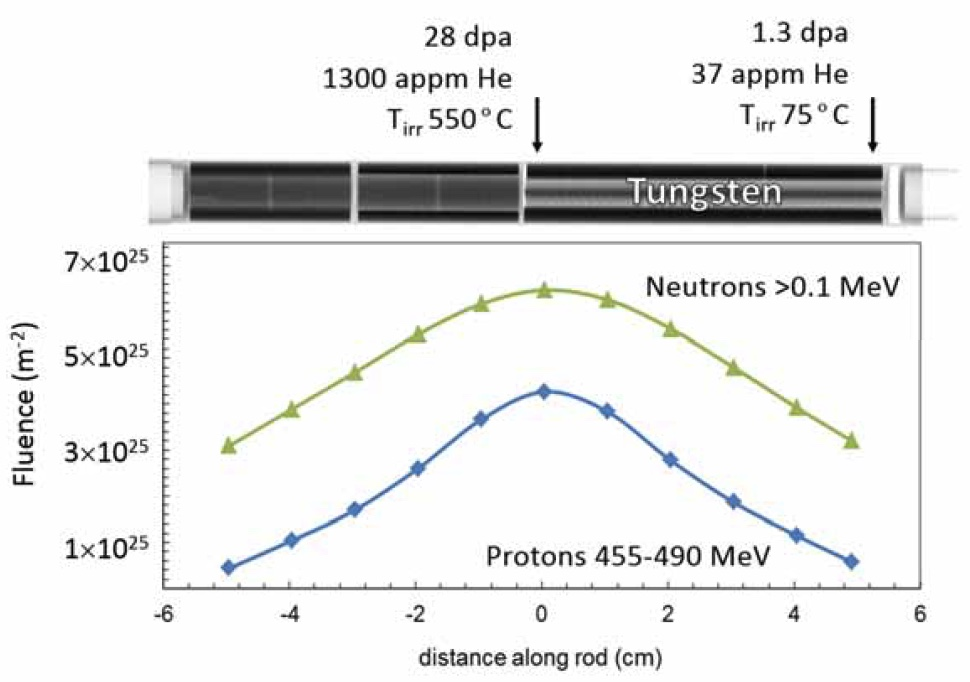 28 dpa
1300 appm He
Tirr 550°C
1.3 dpa
37 appm He
Tirr 75°C
Tungsten
7×10²⁵
5×10²⁵
3×10²⁵
1×10²⁵
Fluence (m⁻²)
Neutrons >0.1 MeV
Protons 455-490 MeV
-6 -4 -2 0 2 4 6
distance along rod (cm)